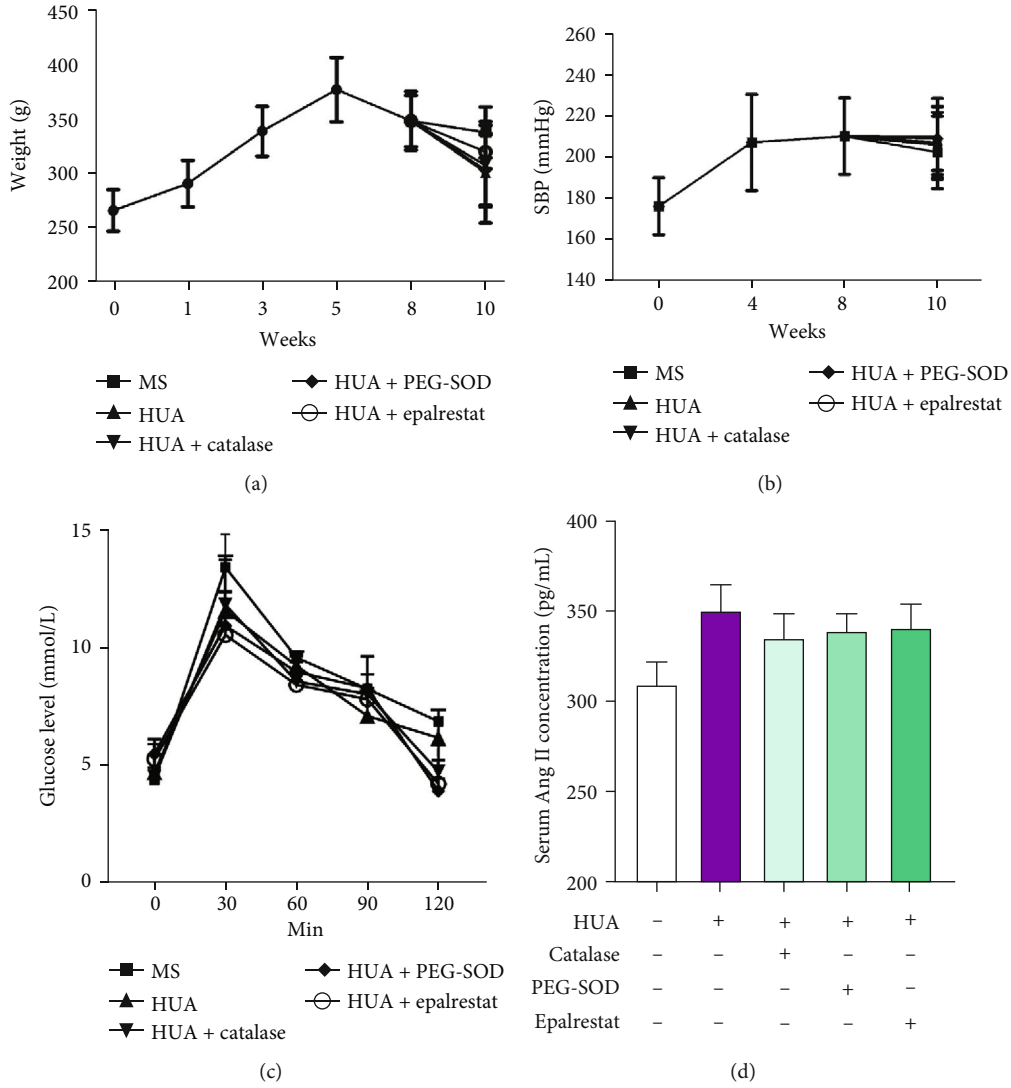 450
400
350
300
250
200
Weight (g)
0 1 3 5 8 10
Weeks
MS
HUA
HUA + catalase
HUA + PEG-SOD
HUA + epalrestat
(a)
260
240
220
200
180
160
140
SBP (mmHg)
0 4 8 10
Weeks
MS
HUA
HUA + catalase
HUA + PEG-SOD
HUA + epalrestat
(b)
15
10
5
0
Glucose level (mmol/L)
0 30 60 90 120
Min
MS
HUA
HUA + catalase
HUA + PEG-SOD
HUA + epalrestat
(c)
400
350
300
250
200
Serum Ang II concentration (pg/mL)
HUA – + + + +
Catalase – – + – –
PEG-SOD – – – + –
Epalrestat – – – – +
(d)